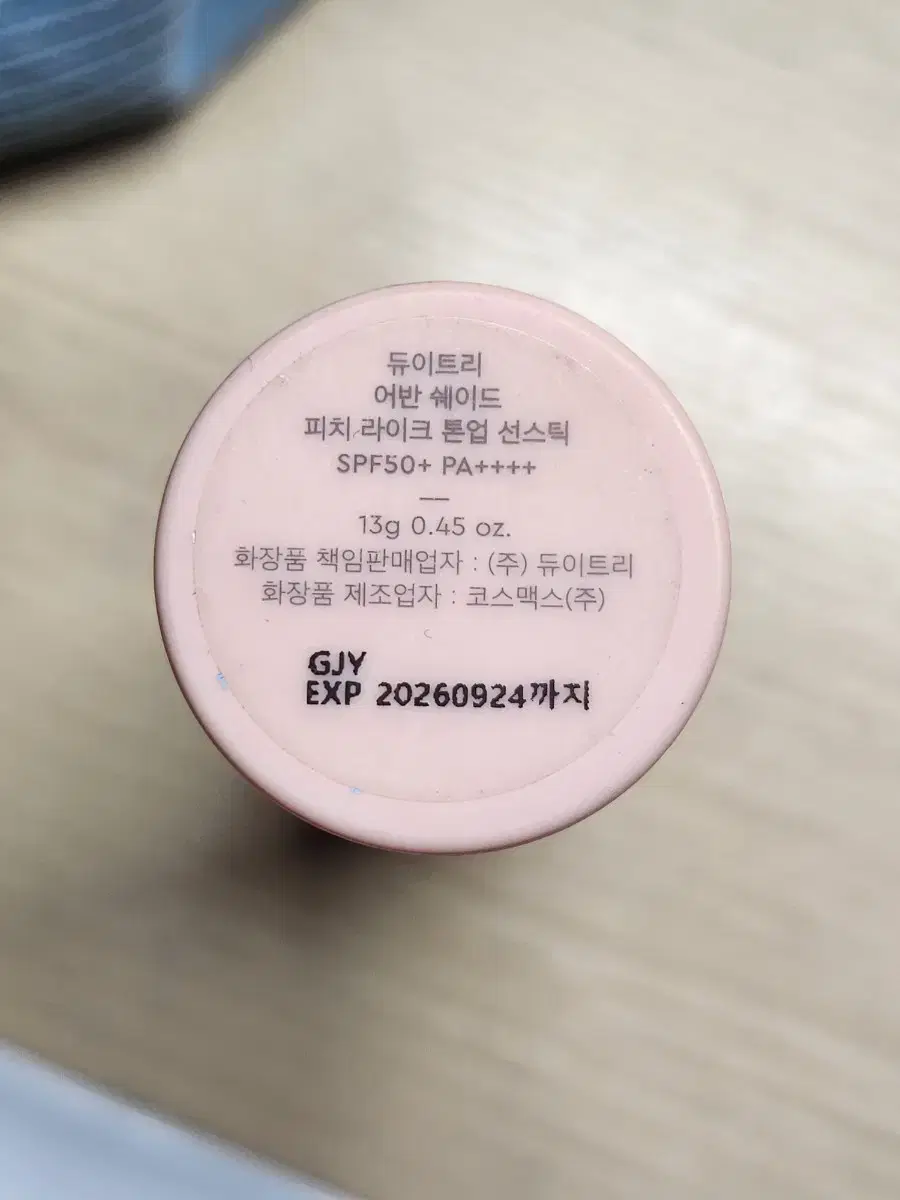 듀이트리
어반 쉐이드
피치 라이크 톤업 선스틱
SPF50+ PA++++
13g 0.45 oz.
화장품 책임판매업자 : (주) 듀이트리
화장품 제조업자 : 코스맥스(주)
GJY
EXP 20260924까지